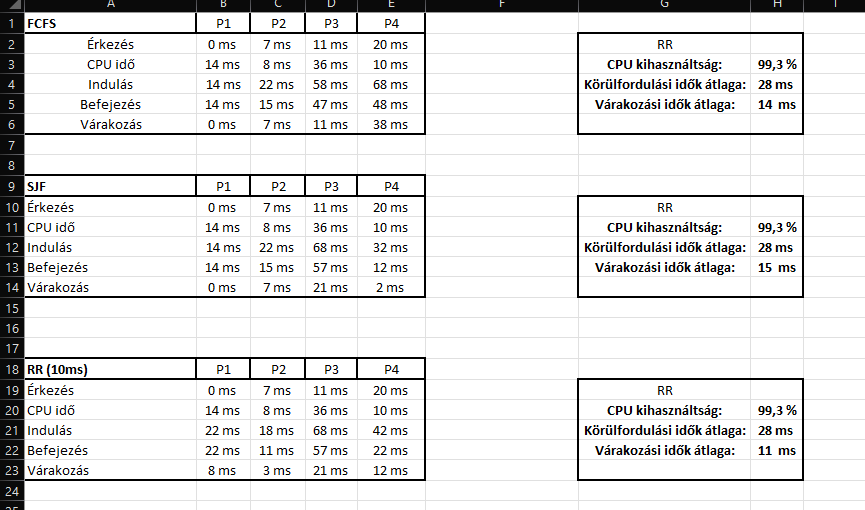 A B C D E F G H I
1 FCFS P1 P2 P3 P4
2 Érkezés 0 ms 7 ms 11 ms 20 ms RR
3 CPU idő 14 ms 8 ms 36 ms 10 ms CPU kihasználtság: 99,3 %
4 Indulás 14 ms 22 ms 58 ms 68 ms Körülfordulási idők átlaga: 28 ms
5 Befejezés 14 ms 15 ms 47 ms 48 ms Várakozási idők átlaga: 14 ms
6 Várakozás 0 ms 7 ms 11 ms 38 ms
7
8
9 SJF P1 P2 P3 P4
10 Érkezés 0 ms 7 ms 11 ms 20 ms RR
11 CPU idő 14 ms 8 ms 36 ms 10 ms CPU kihasználtság: 99,3 %
12 Indulás 14 ms 22 ms 68 ms 32 ms Körülfordulási idők átlaga: 28 ms
13 Befejezés 14 ms 15 ms 57 ms 12 ms Várakozási idők átlaga: 15 ms
14 Várakozás 0 ms 7 ms 21 ms 2 ms
15
16
17
18 RR (10ms) P1 P2 P3 P4
19 Érkezés 0 ms 7 ms 11 ms 20 ms RR
20 CPU idő 14 ms 8 ms 36 ms 10 ms CPU kihasználtság: 99,3 %
21 Indulás 22 ms 18 ms 68 ms 42 ms Körülfordulási idők átlaga: 28 ms
22 Befejezés 22 ms 11 ms 57 ms 22 ms Várakozási idők átlaga: 11 ms
23 Várakozás 8 ms 3 ms 21 ms 12 ms
24